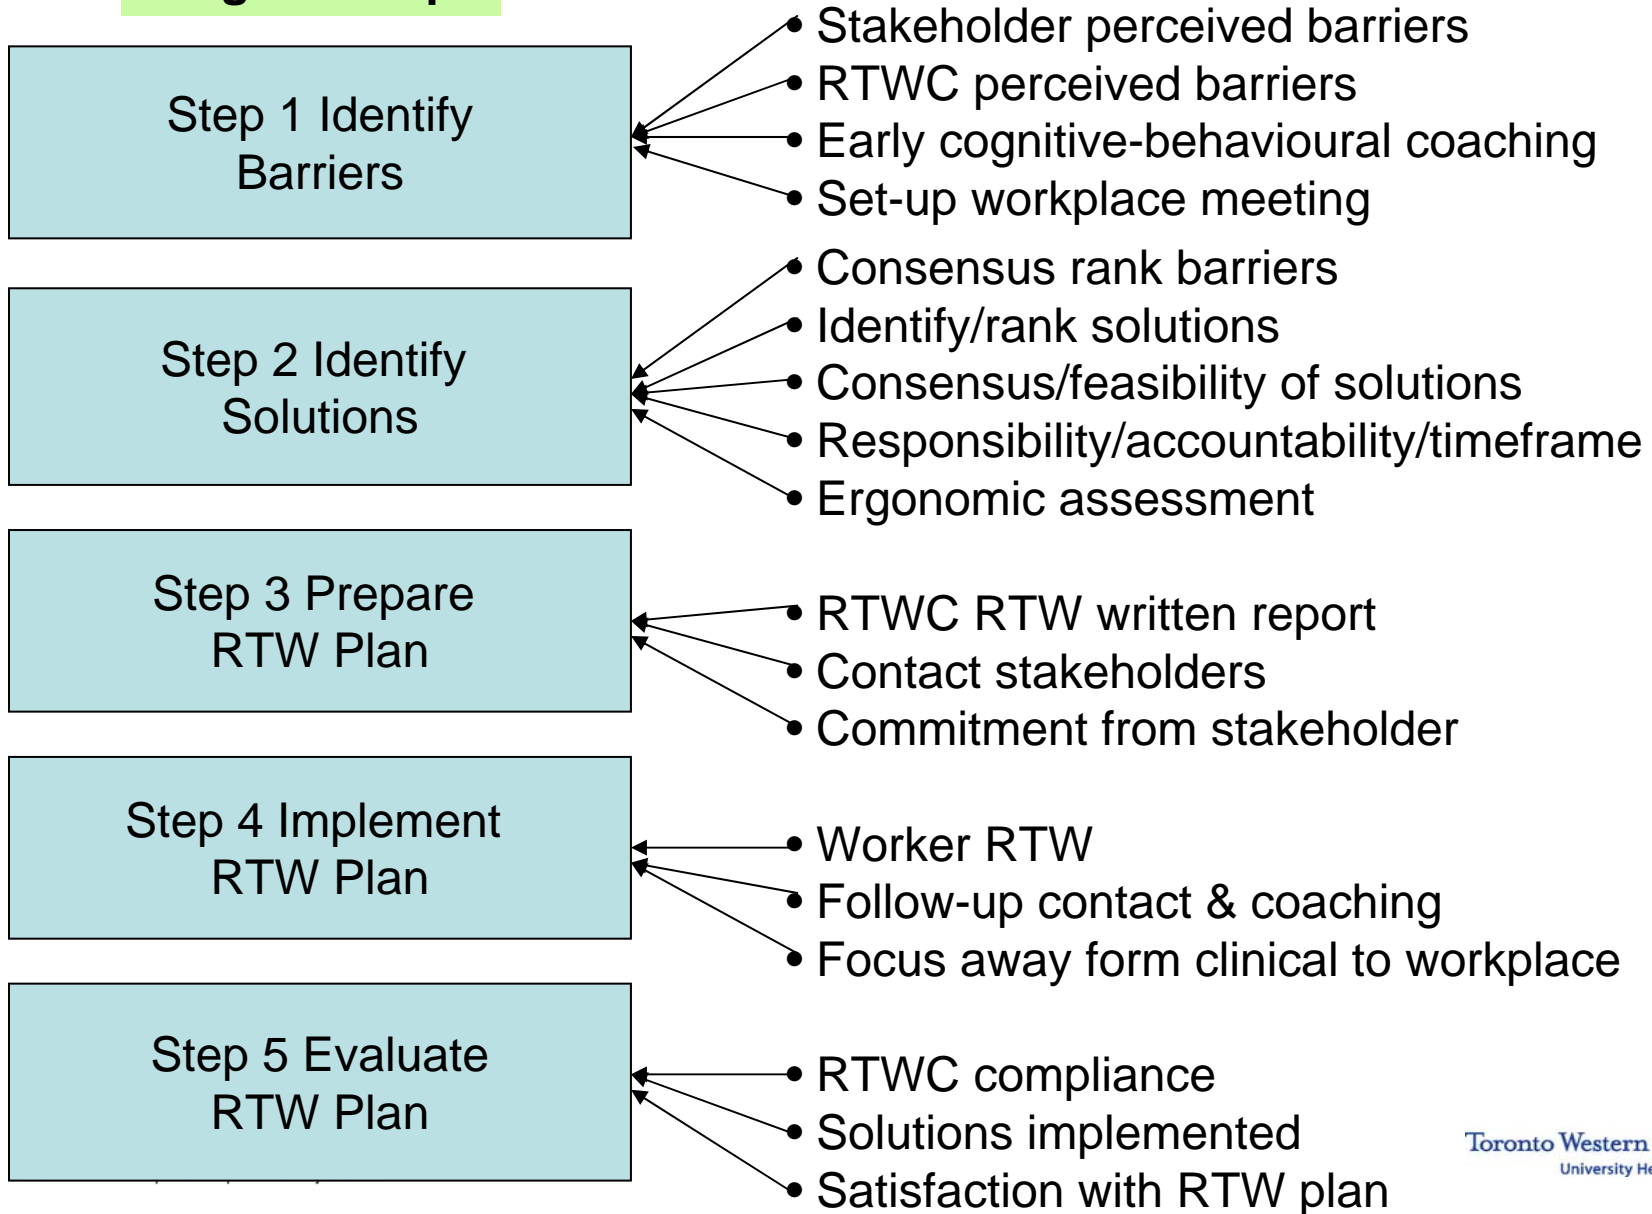 Step 1 Identify
Barriers
• Stakeholder perceived barriers
• RTWC perceived barriers
• Early cognitive-behavioural coaching
• Set-up workplace meeting
Step 2 Identify
Solutions
• Consensus rank barriers
• Identify/rank solutions
• Consensus/feasibility of solutions
• Responsibility/accountability/timeframe
• Ergonomic assessment
Step 3 Prepare
RTW Plan
• RTWC RTW written report
• Contact stakeholders
• Commitment from stakeholder
Step 4 Implement
RTW Plan
• Worker RTW
• Follow-up contact & coaching
• Focus away form clinical to workplace
Step 5 Evaluate
RTW Plan
• RTWC compliance
• Solutions implemented
• Satisfaction with RTW plan
Toronto Western
University He